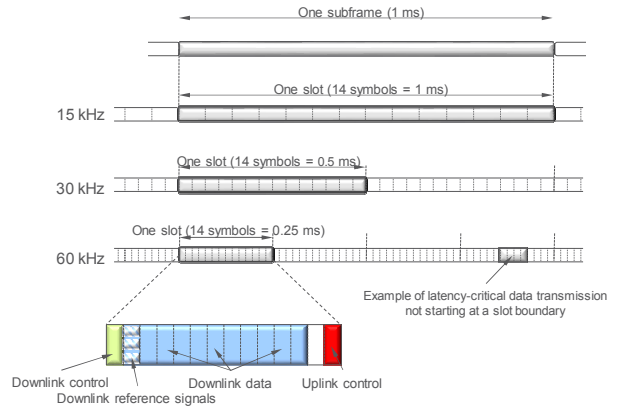 One subframe (1 ms)
One slot (14 symbols = 1 ms)
15 kHz
One slot (14 symbols = 0.5 ms)
30 kHz
One slot (14 symbols = 0.25 ms)
60 kHz
Example of latency-critical data transmission
not starting at a slot boundary
Downlink control
Downlink data
Uplink control
Downlink reference signals